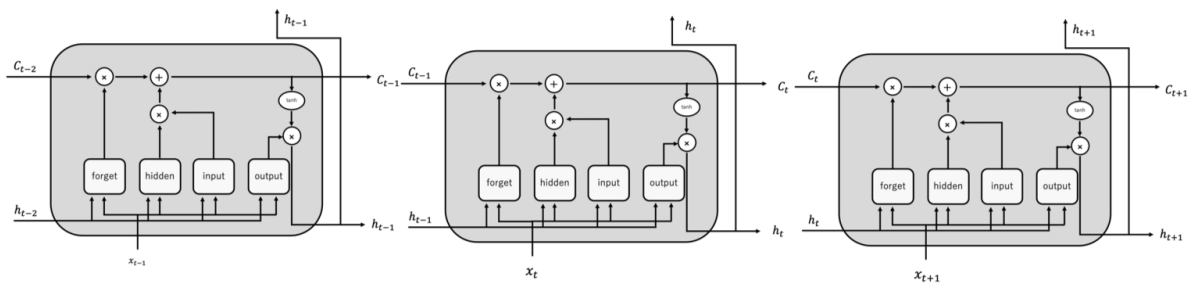 h_{t-1}
C_{t-2}
×
+
×
tanh
×
forget
hidden
input
output
h_{t-2}
x_{t-1}
C_{t-1}
h_{t-1}
h_t
C_{t-1}
×
+
×
tanh
×
forget
hidden
input
output
h_{t-1}
x_t
C_t
h_t
h_{t+1}
C_t
×
+
×
tanh
×
forget
hidden
input
output
h_t
x_{t+1}
C_{t+1}
h_{t+1}